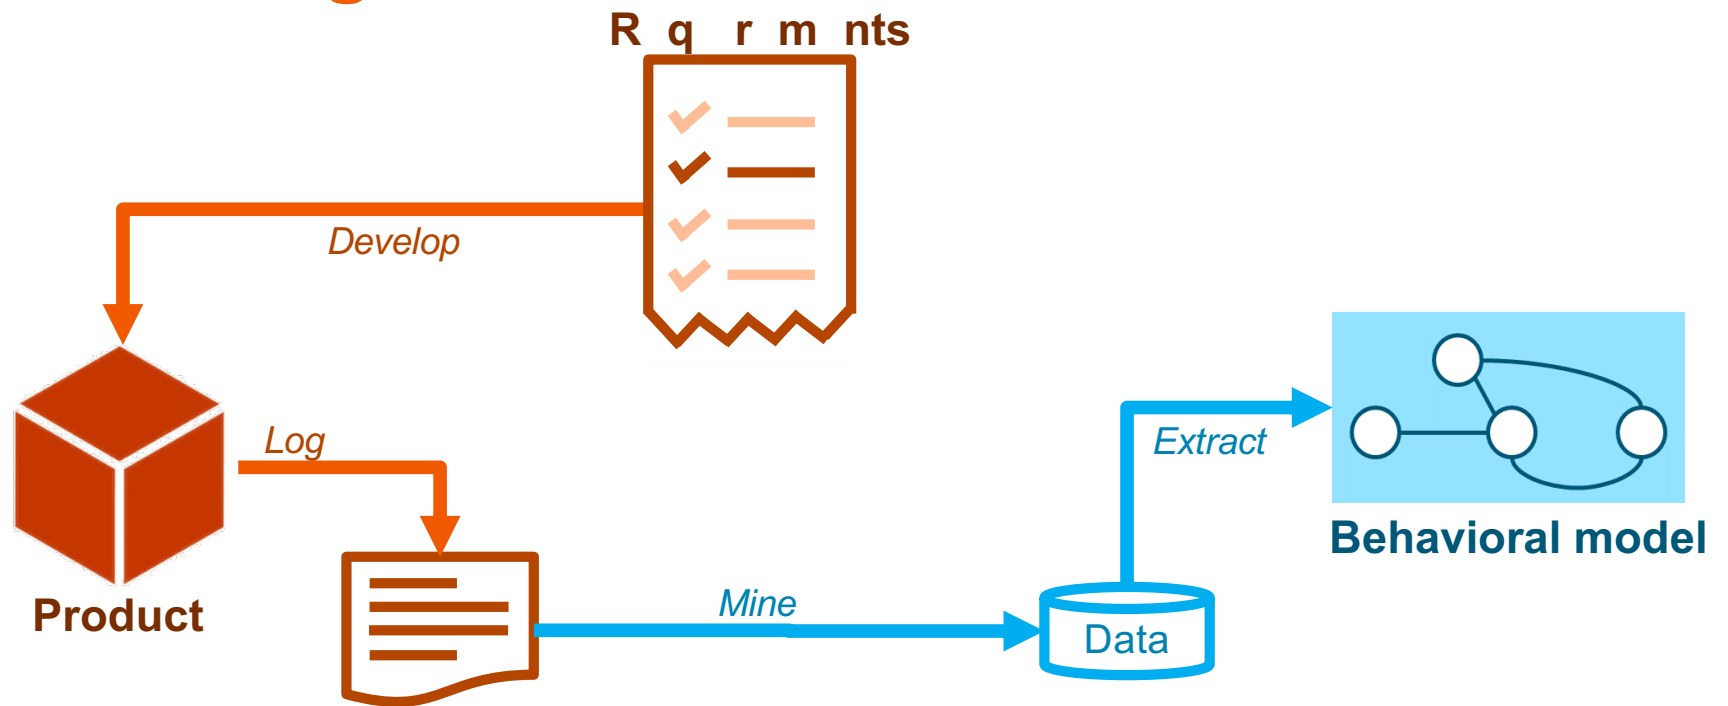 R q r m nts
Develop
Log
Extract
Behavioral model
Mine
Product
Data